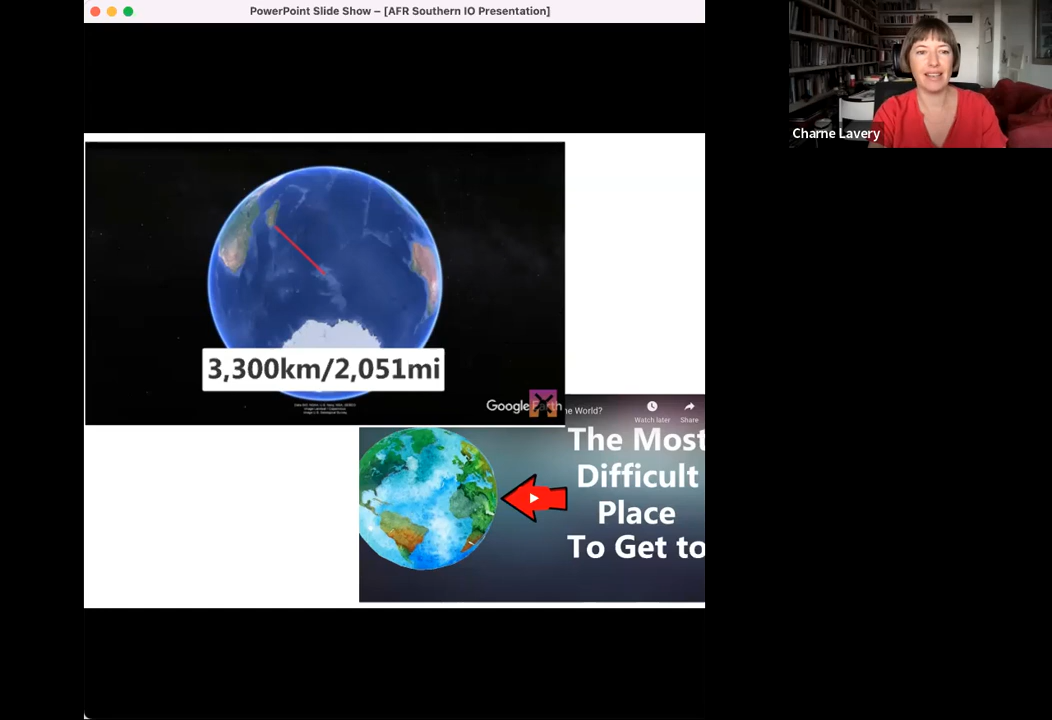 PowerPoint Slide Show – [AFR Southern IO Presentation]
Charne Lavery
3,300km/2,051mi
Google Earth
he World?
Watch later
Share
The Most
Difficult
Place
To Get to